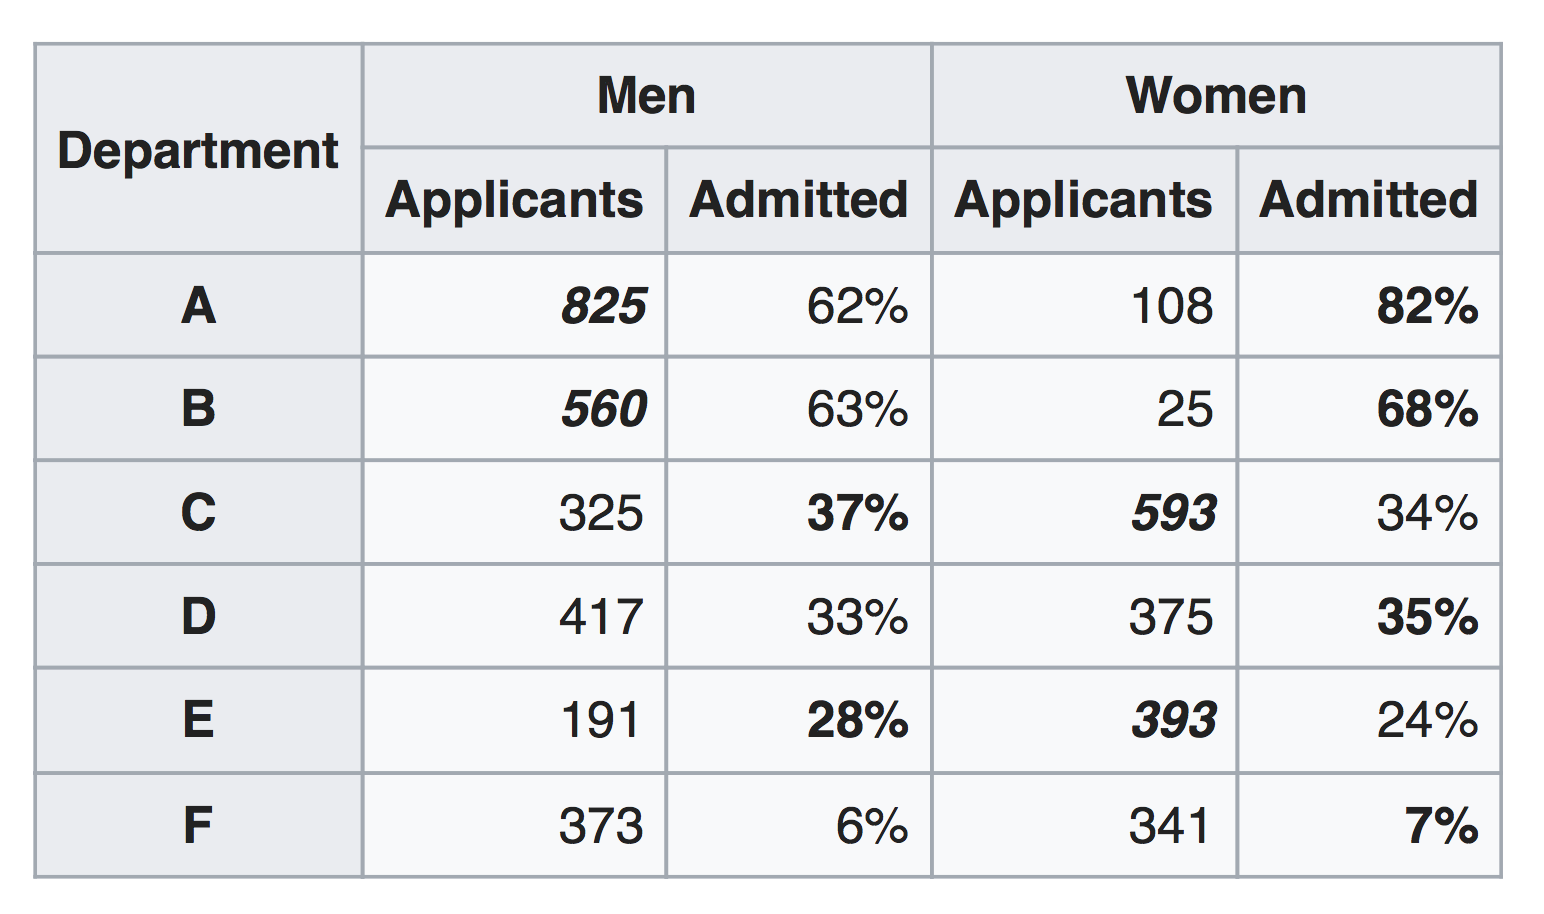 Department Men Women
Applicants Admitted Applicants Admitted
A 825 62% 108 82%
B 560 63% 25 68%
C 325 37% 593 34%
D 417 33% 375 35%
E 191 28% 393 24%
F 373 6% 341 7%